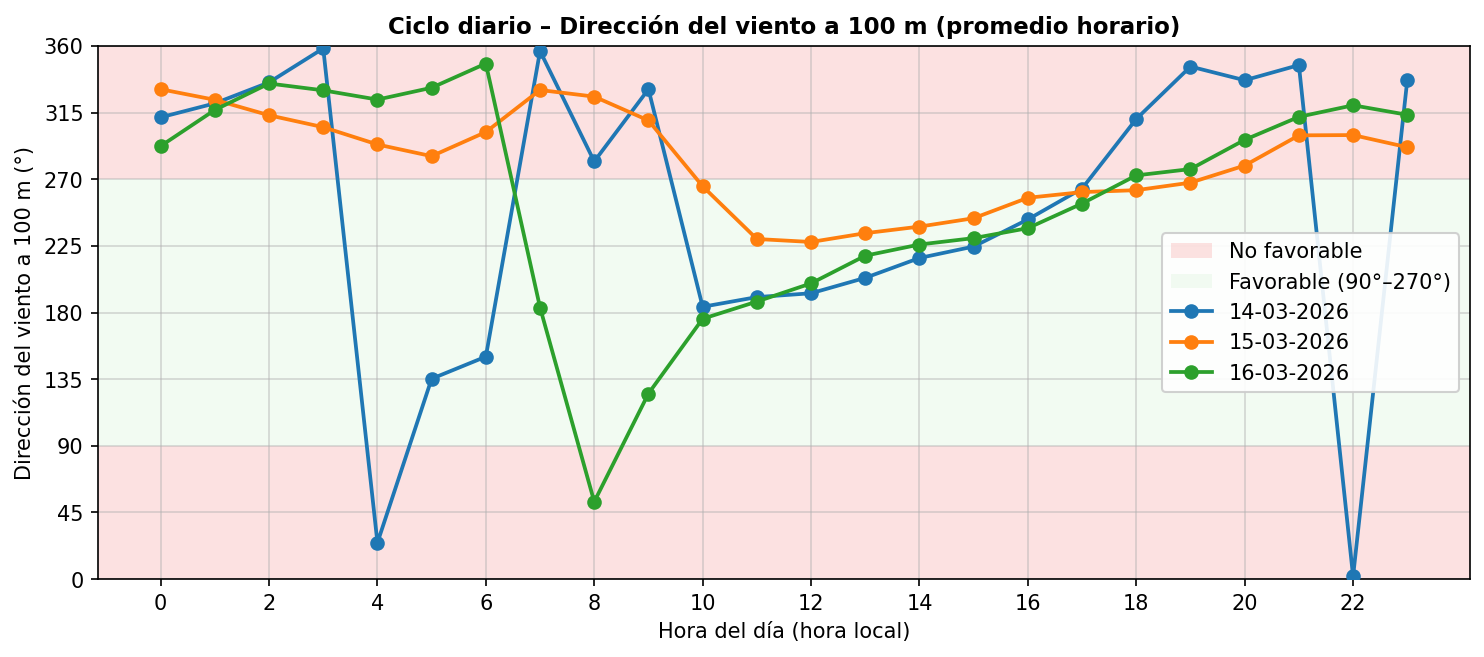 Ciclo diario – Dirección del viento a 100 m (promedio horario)
Dirección del viento a 100 m (°)
360
315
270
225
180
135
90
45
0
No favorable
Favorable (90°–270°)
14-03-2026
15-03-2026
16-03-2026
0 2 4 6 8 10 12 14 16 18 20 22
Hora del día (hora local)